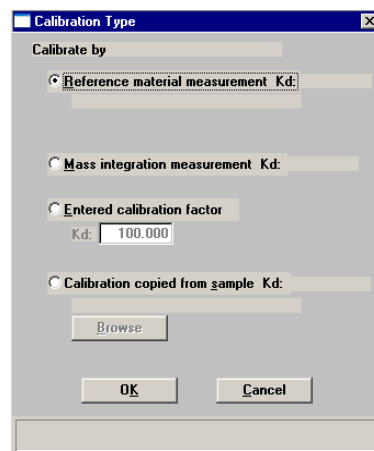 Calibration Type
Calibrate by
Reference material measurement Kd:
Mass integration measurement Kd:
Entered calibration factor
Kd: 100.000
Calibration copied from sample Kd:
Browse
OK Cancel